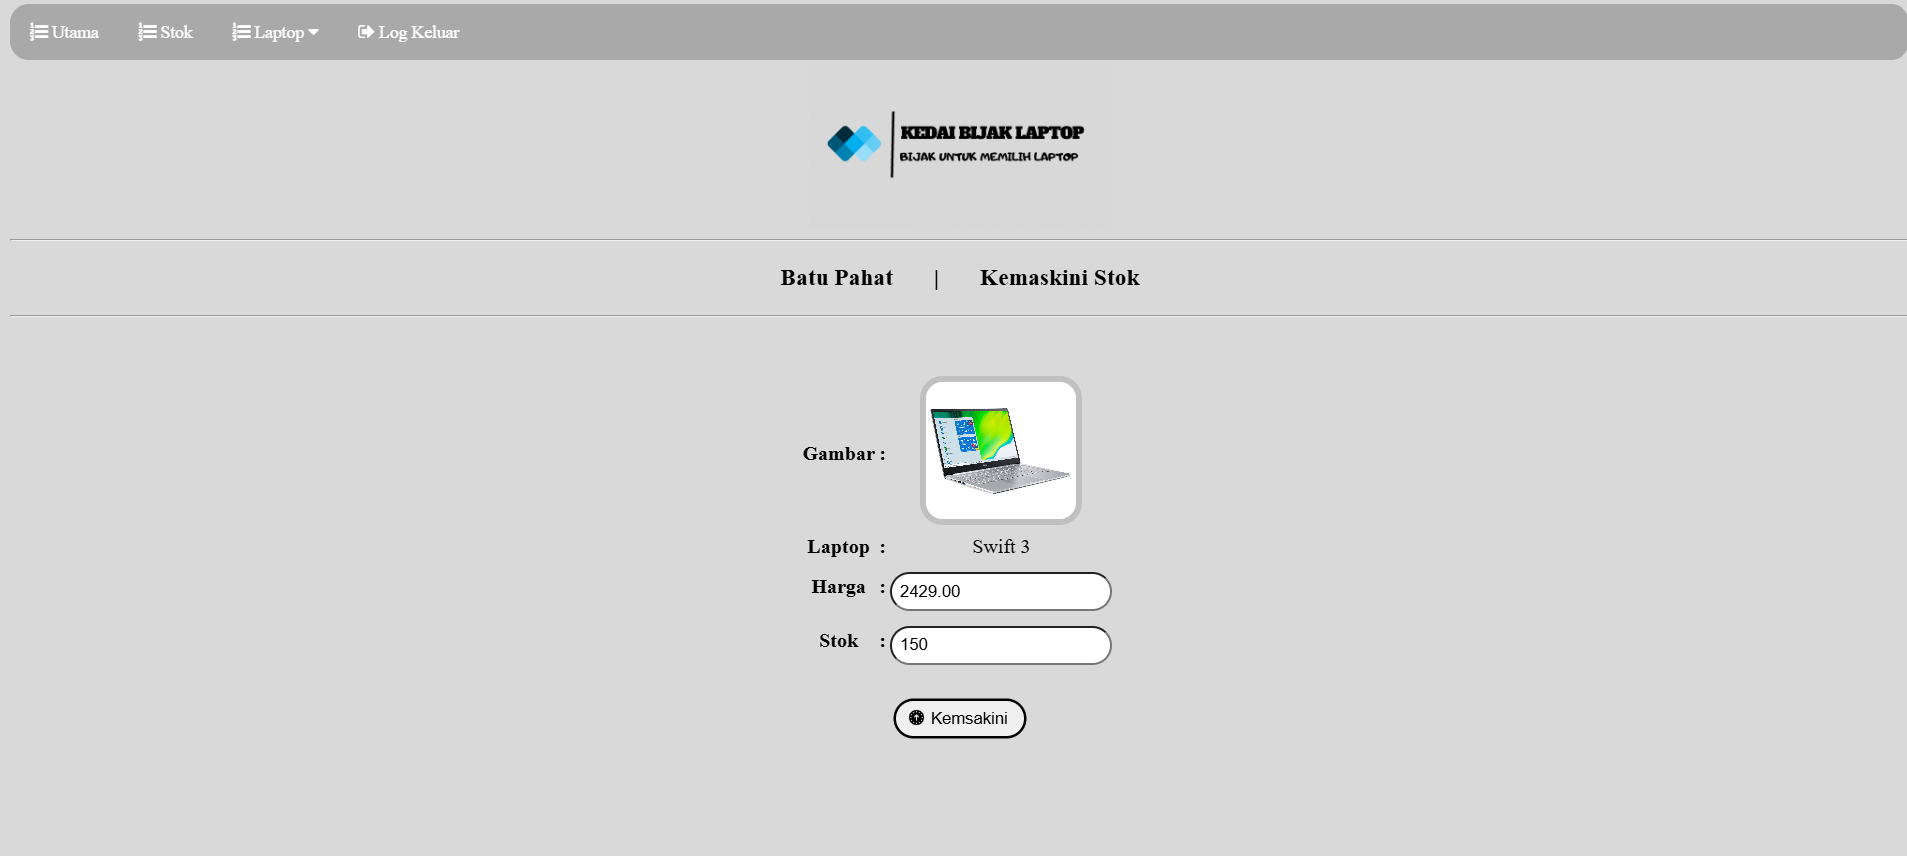 Utama Stok Laptop Log Keluar
KEDAI BIJAK LAPTOP
BIJAK UNTUK MEMILIH LAPTOP
Batu Pahat | Kemaskini Stok
Gambar :
Laptop : Swift 3
Harga : 2429.00
Stok : 150
Kemsakini